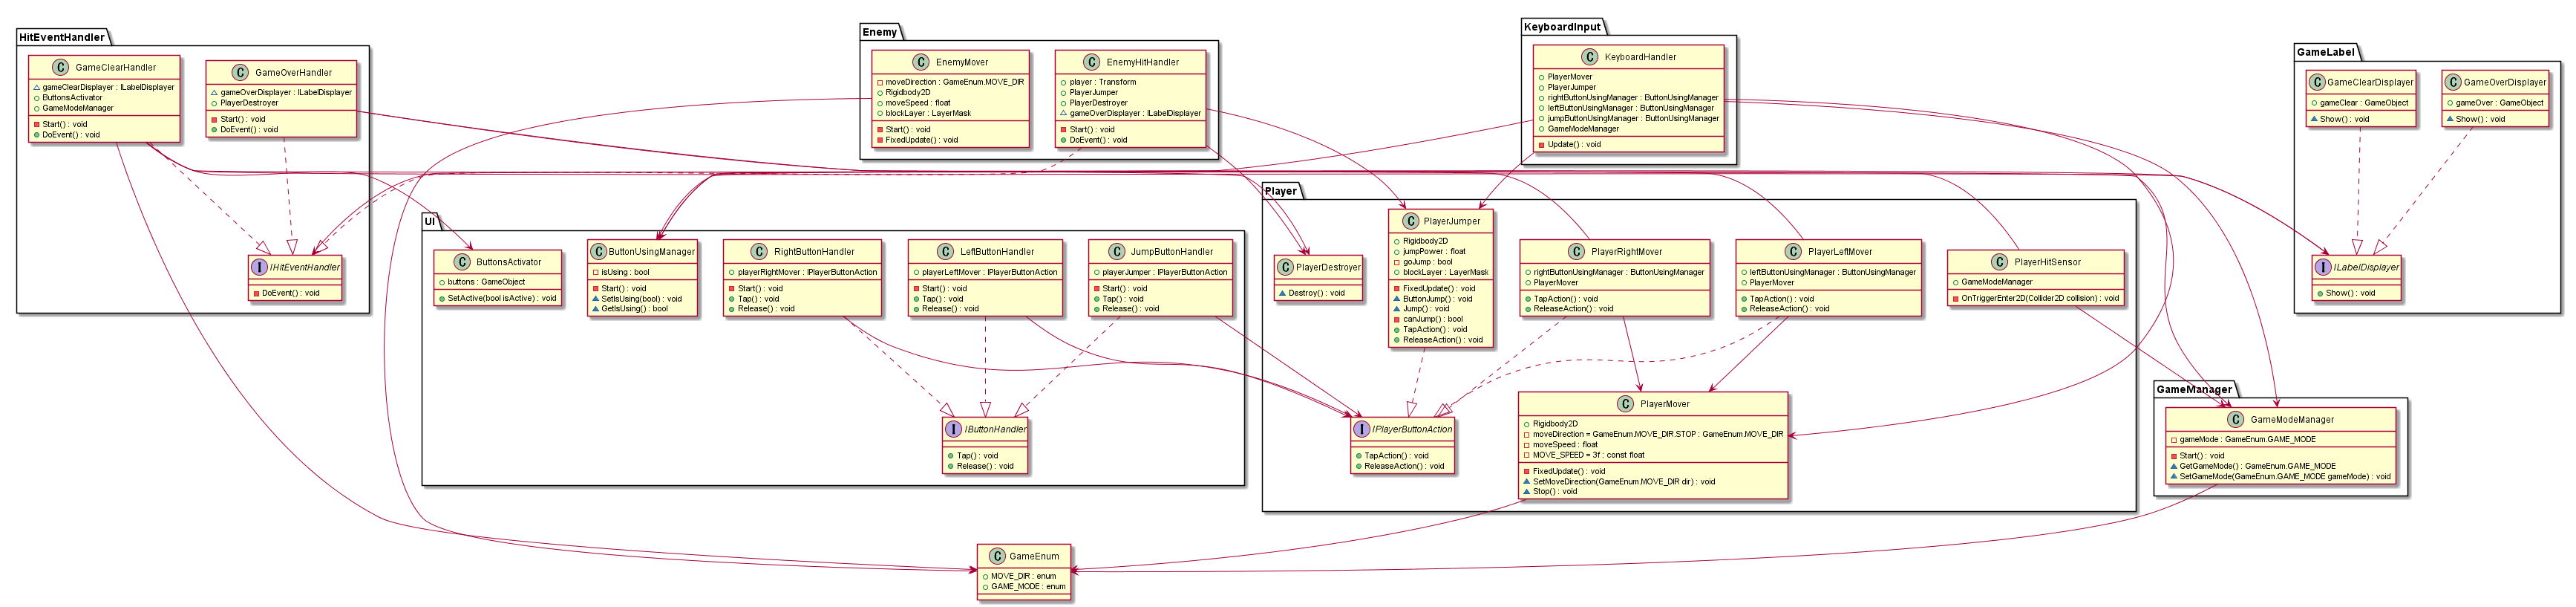 HitEventHandler
GameClearHandler
gameClearDisplayer : ILabelDisplayer
ButtonsActivator
GameModeManager
Start() : void
DoEvent() : void
GameOverHandler
gameOverDisplayer : ILabelDisplayer
PlayerDestroyer
Start() : void
DoEvent() : void
IHitEventHandler
DoEvent() : void
Enemy
EnemyMover
moveDirection : GameEnum.MOVE_DIR
Rigidbody2D
moveSpeed : float
blockLayer : LayerMask
Start() : void
FixedUpdate() : void
EnemyHitHandler
player : Transform
PlayerJumper
PlayerDestroyer
gameOverDisplayer : ILabelDisplayer
Start() : void
DoEvent() : void
KeyboardInput
KeyboardHandler
PlayerMover
PlayerJumper
rightButtonUsingManager : ButtonUsingManager
leftButtonUsingManager : ButtonUsingManager
jumpButtonUsingManager : ButtonUsingManager
GameModeManager
Update() : void
GameLabel
GameClearDisplayer
gameClear : GameObject
Show() : void
GameOverDisplayer
gameOver : GameObject
Show() : void
ILabelDisplayer
Show() : void
UI
ButtonsActivator
buttons : GameObject
SetActive(bool isActive) : void
ButtonUsingManager
isUsing : bool
Start() : void
SetIsUsing(bool) : void
GetIsUsing() : bool
RightButtonHandler
playerRightMover : IPlayerButtonAction
Start() : void
Tap() : void
Release() : void
LeftButtonHandler
playerLeftMover : IPlayerButtonAction
Start() : void
Tap() : void
Release() : void
JumpButtonHandler
playerJumper : IPlayerButtonAction
Start() : void
Tap() : void
Release() : void
IButtonHandler
Tap() : void
Release() : void
Player
PlayerDestroyer
Destroy() : void
PlayerJumper
Rigidbody2D
jumpPower : float
goJump : bool
blockLayer : LayerMask
FixedUpdate() : void
ButtonJump() : void
Jump() : void
canJump() : bool
TapAction() : void
ReleaseAction() : void
PlayerRightMover
rightButtonUsingManager : ButtonUsingManager
PlayerMover
TapAction() : void
ReleaseAction() : void
PlayerLeftMover
leftButtonUsingManager : ButtonUsingManager
PlayerMover
TapAction() : void
ReleaseAction() : void
PlayerHitSensor
GameModeManager
OnTriggerEnter2D(Collider2D collision) : void
IPlayerButtonAction
TapAction() : void
ReleaseAction() : void
PlayerMover
Rigidbody2D
moveDirection = GameEnum.MOVE_DIR.STOP : GameEnum.MOVE_DIR
moveSpeed : float
MOVE_SPEED = 3f : const float
FixedUpdate() : void
SetMoveDirection(GameEnum.MOVE_DIR dir) : void
Stop() : void
GameManager
GameModeManager
gameMode : GameEnum.GAME_MODE
Start() : void
GetGameMode() : GameEnum.GAME_MODE
SetGameMode(GameEnum.GAME_MODE gameMode) : void
GameEnum
MOVE_DIR : enum
GAME_MODE : enum